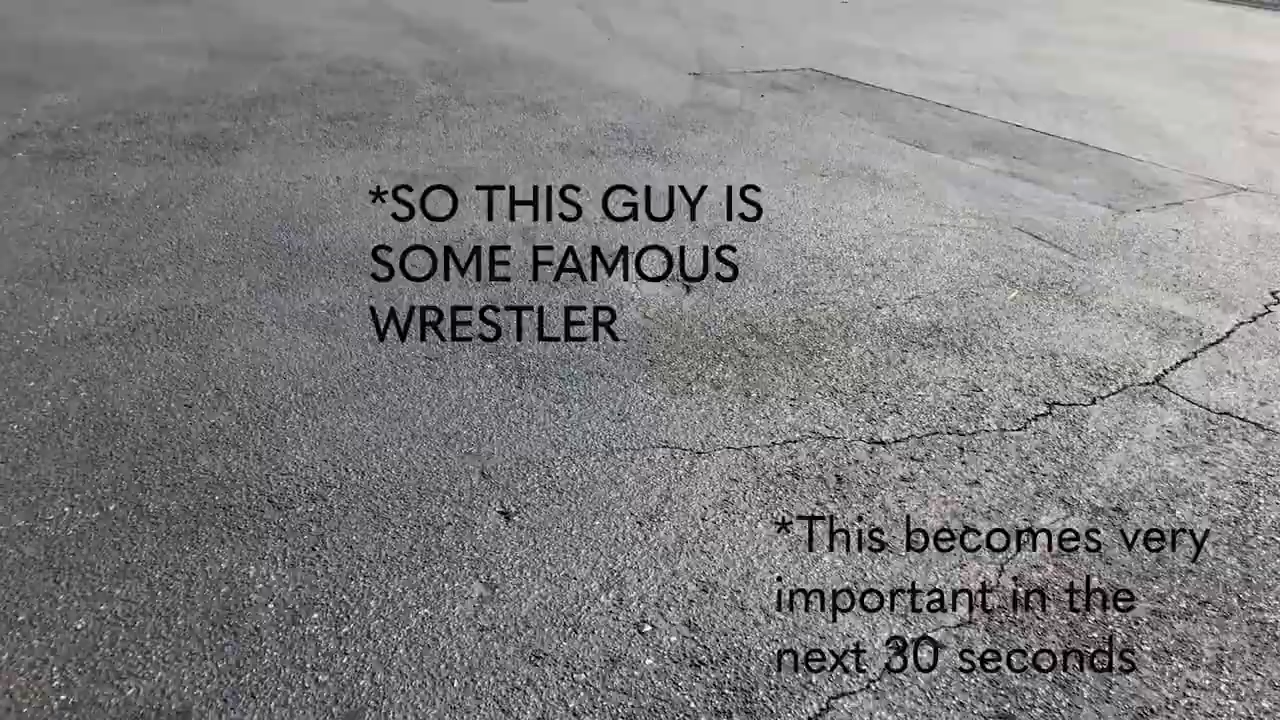 *SO THIS GUY IS
SOME FAMOUS
WRESTLER
*This becomes very
important in the
next 30 seconds